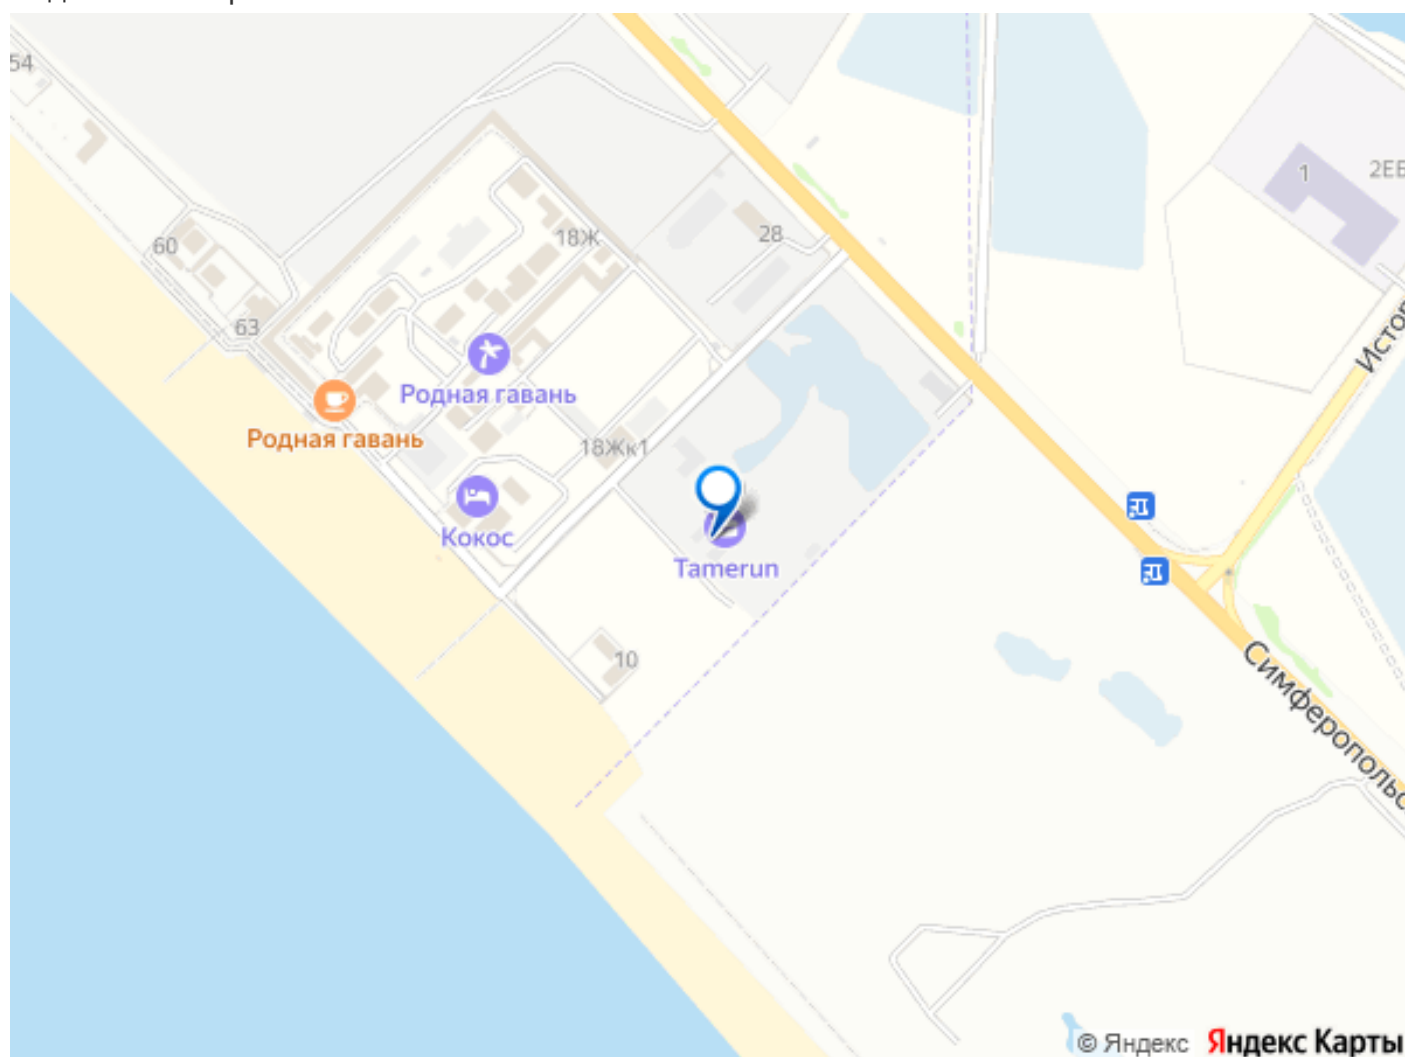 54
1
2ЕВ
28
18Ж
60
63
Истор
Родная гавань
Родная гавань
18Жк1
Кокос
Tamerun
10
Симферопольс
© Яндекс Яндекс Карты